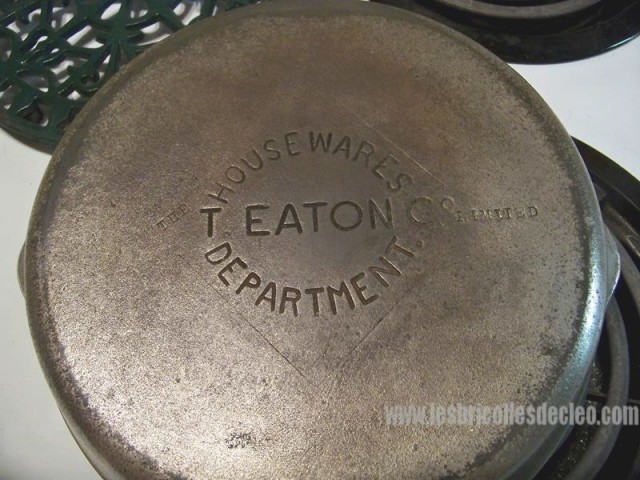 HOUSEWARES
THE T. EATON CO. LIMITED
DEPARTMENT.
www.lesbricollesdecleo.com